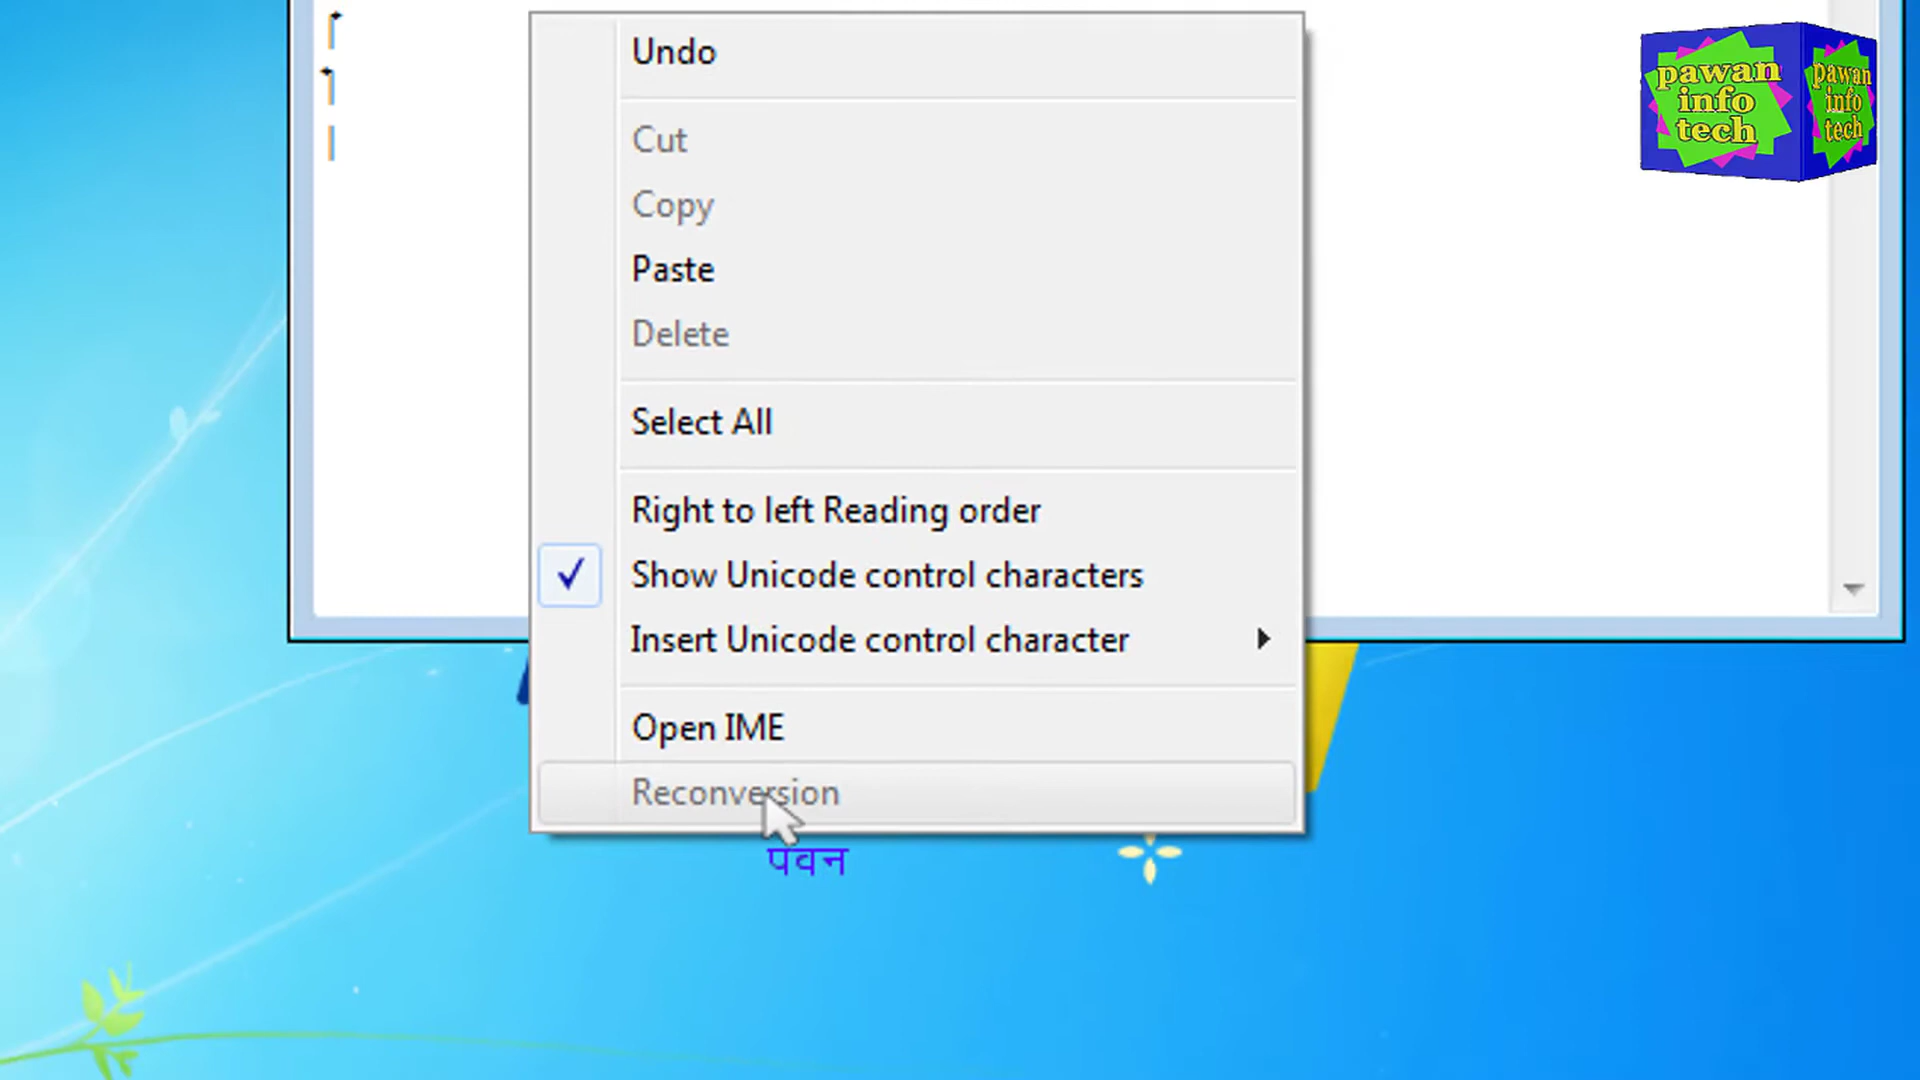 Undo
Cut
Copy
Paste
Delete
Select All
Right to left Reading order
Show Unicode control characters
Insert Unicode control character
Open IME
Reconversion
पवन
pawan
info
tech
pawan
info
tech